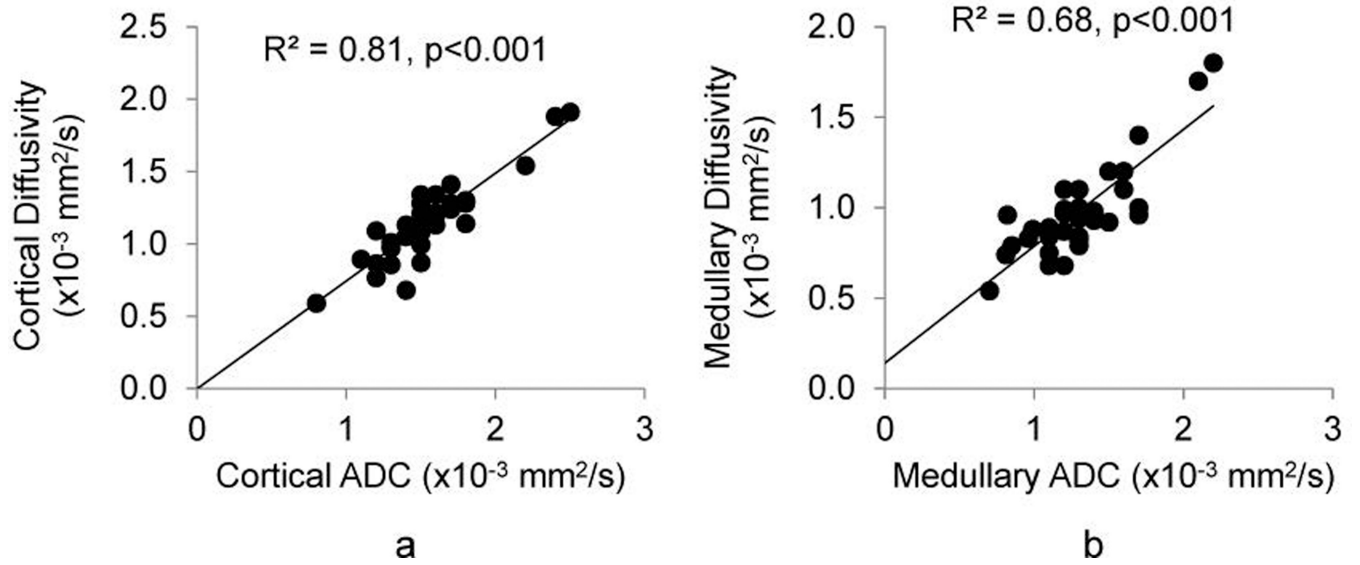 R² = 0.81, p<0.001
Cortical Diffusivity
(x10⁻³ mm²/s)
2.5
2.0
1.5
1.0
0.5
0.0
0 1 2 3
Cortical ADC (x10⁻³ mm²/s)
a
R² = 0.68, p<0.001
Medullary Diffusivity
(x10⁻³ mm²/s)
2.0
1.5
1.0
0.5
0.0
0 1 2 3
Medullary ADC (x10⁻³ mm²/s)
b